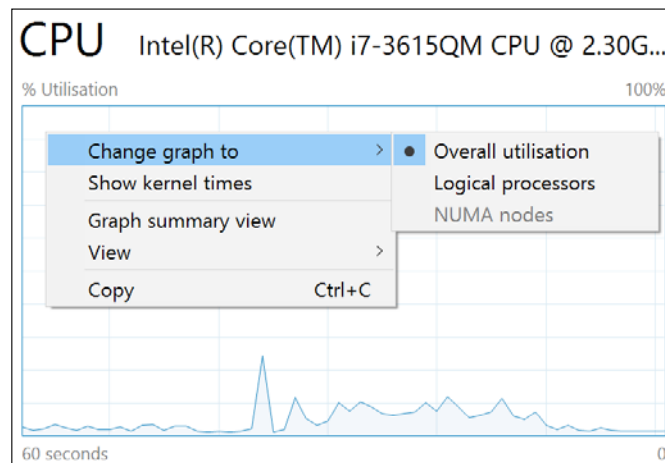 CPU Intel(R) Core(TM) i7-3615QM CPU @ 2.30G...
% Utilisation 100%
Change graph to > Overall utilisation
Show kernel times Logical processors
NUMA nodes
Graph summary view
View >
Copy Ctrl+C
60 seconds 0